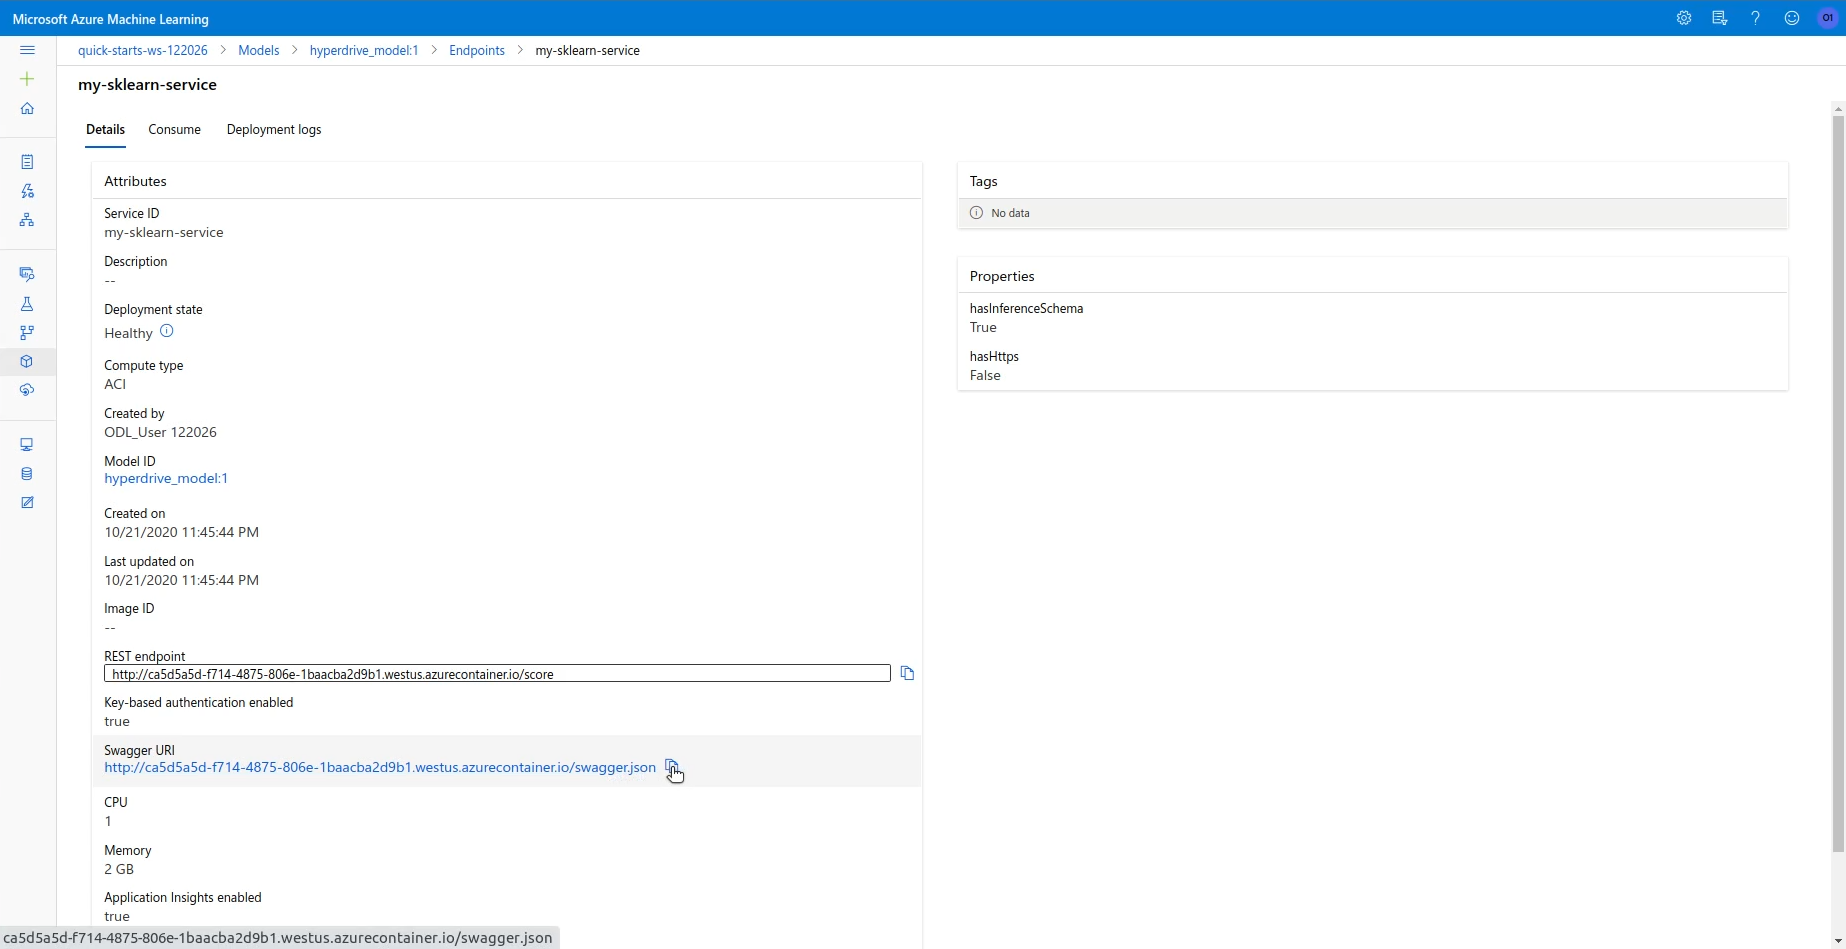 Microsoft Azure Machine Learning
?
O1
quick-starts-ws-122026 > Models > hyperdrive_model:1 > Endpoints > my-sklearn-service
my-sklearn-service
Details Consume Deployment logs
Attributes
Service ID
my-sklearn-service
Description
--
Deployment state
Healthy
Compute type
ACI
Created by
ODL_User 122026
Model ID
hyperdrive_model:1
Created on
10/21/2020 11:45:44 PM
Last updated on
10/21/2020 11:45:44 PM
Image ID
--
REST endpoint
http://ca5d5a5d-f714-4875-806e-1baacba2d9b1.westus.azurecontainer.io/score
Key-based authentication enabled
true
Swagger URI
http://ca5d5a5d-f714-4875-806e-1baacba2d9b1.westus.azurecontainer.io/swagger.json
CPU
1
Memory
2 GB
Application Insights enabled
true
Tags
No data
Properties
hasInferenceSchema
True
hasHttps
False
ca5d5a5d-f714-4875-806e-1baacba2d9b1.westus.azurecontainer.io/swagger.json